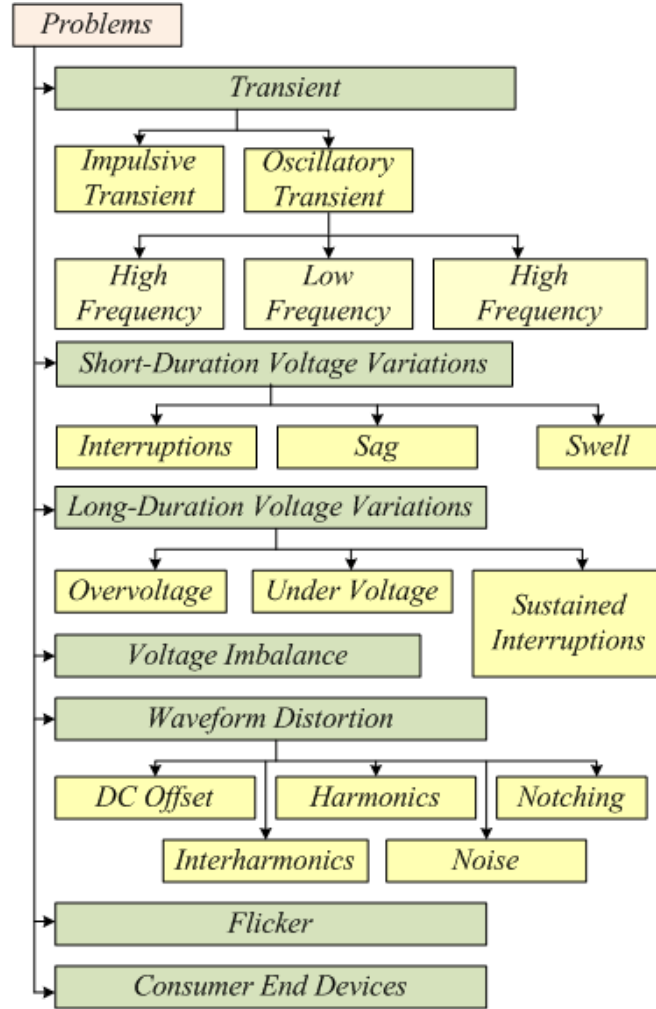 Problems
Transient
Impulsive
Transient
Oscillatory
Transient
High
Frequency
Low
Frequency
High
Frequency
Short-Duration Voltage Variations
Interruptions
Sag
Swell
Long-Duration Voltage Variations
Overvoltage
Under Voltage
Sustained
Interruptions
Voltage Imbalance
Waveform Distortion
DC Offset
Harmonics
Notching
Interharmonics
Noise
Flicker
Consumer End Devices